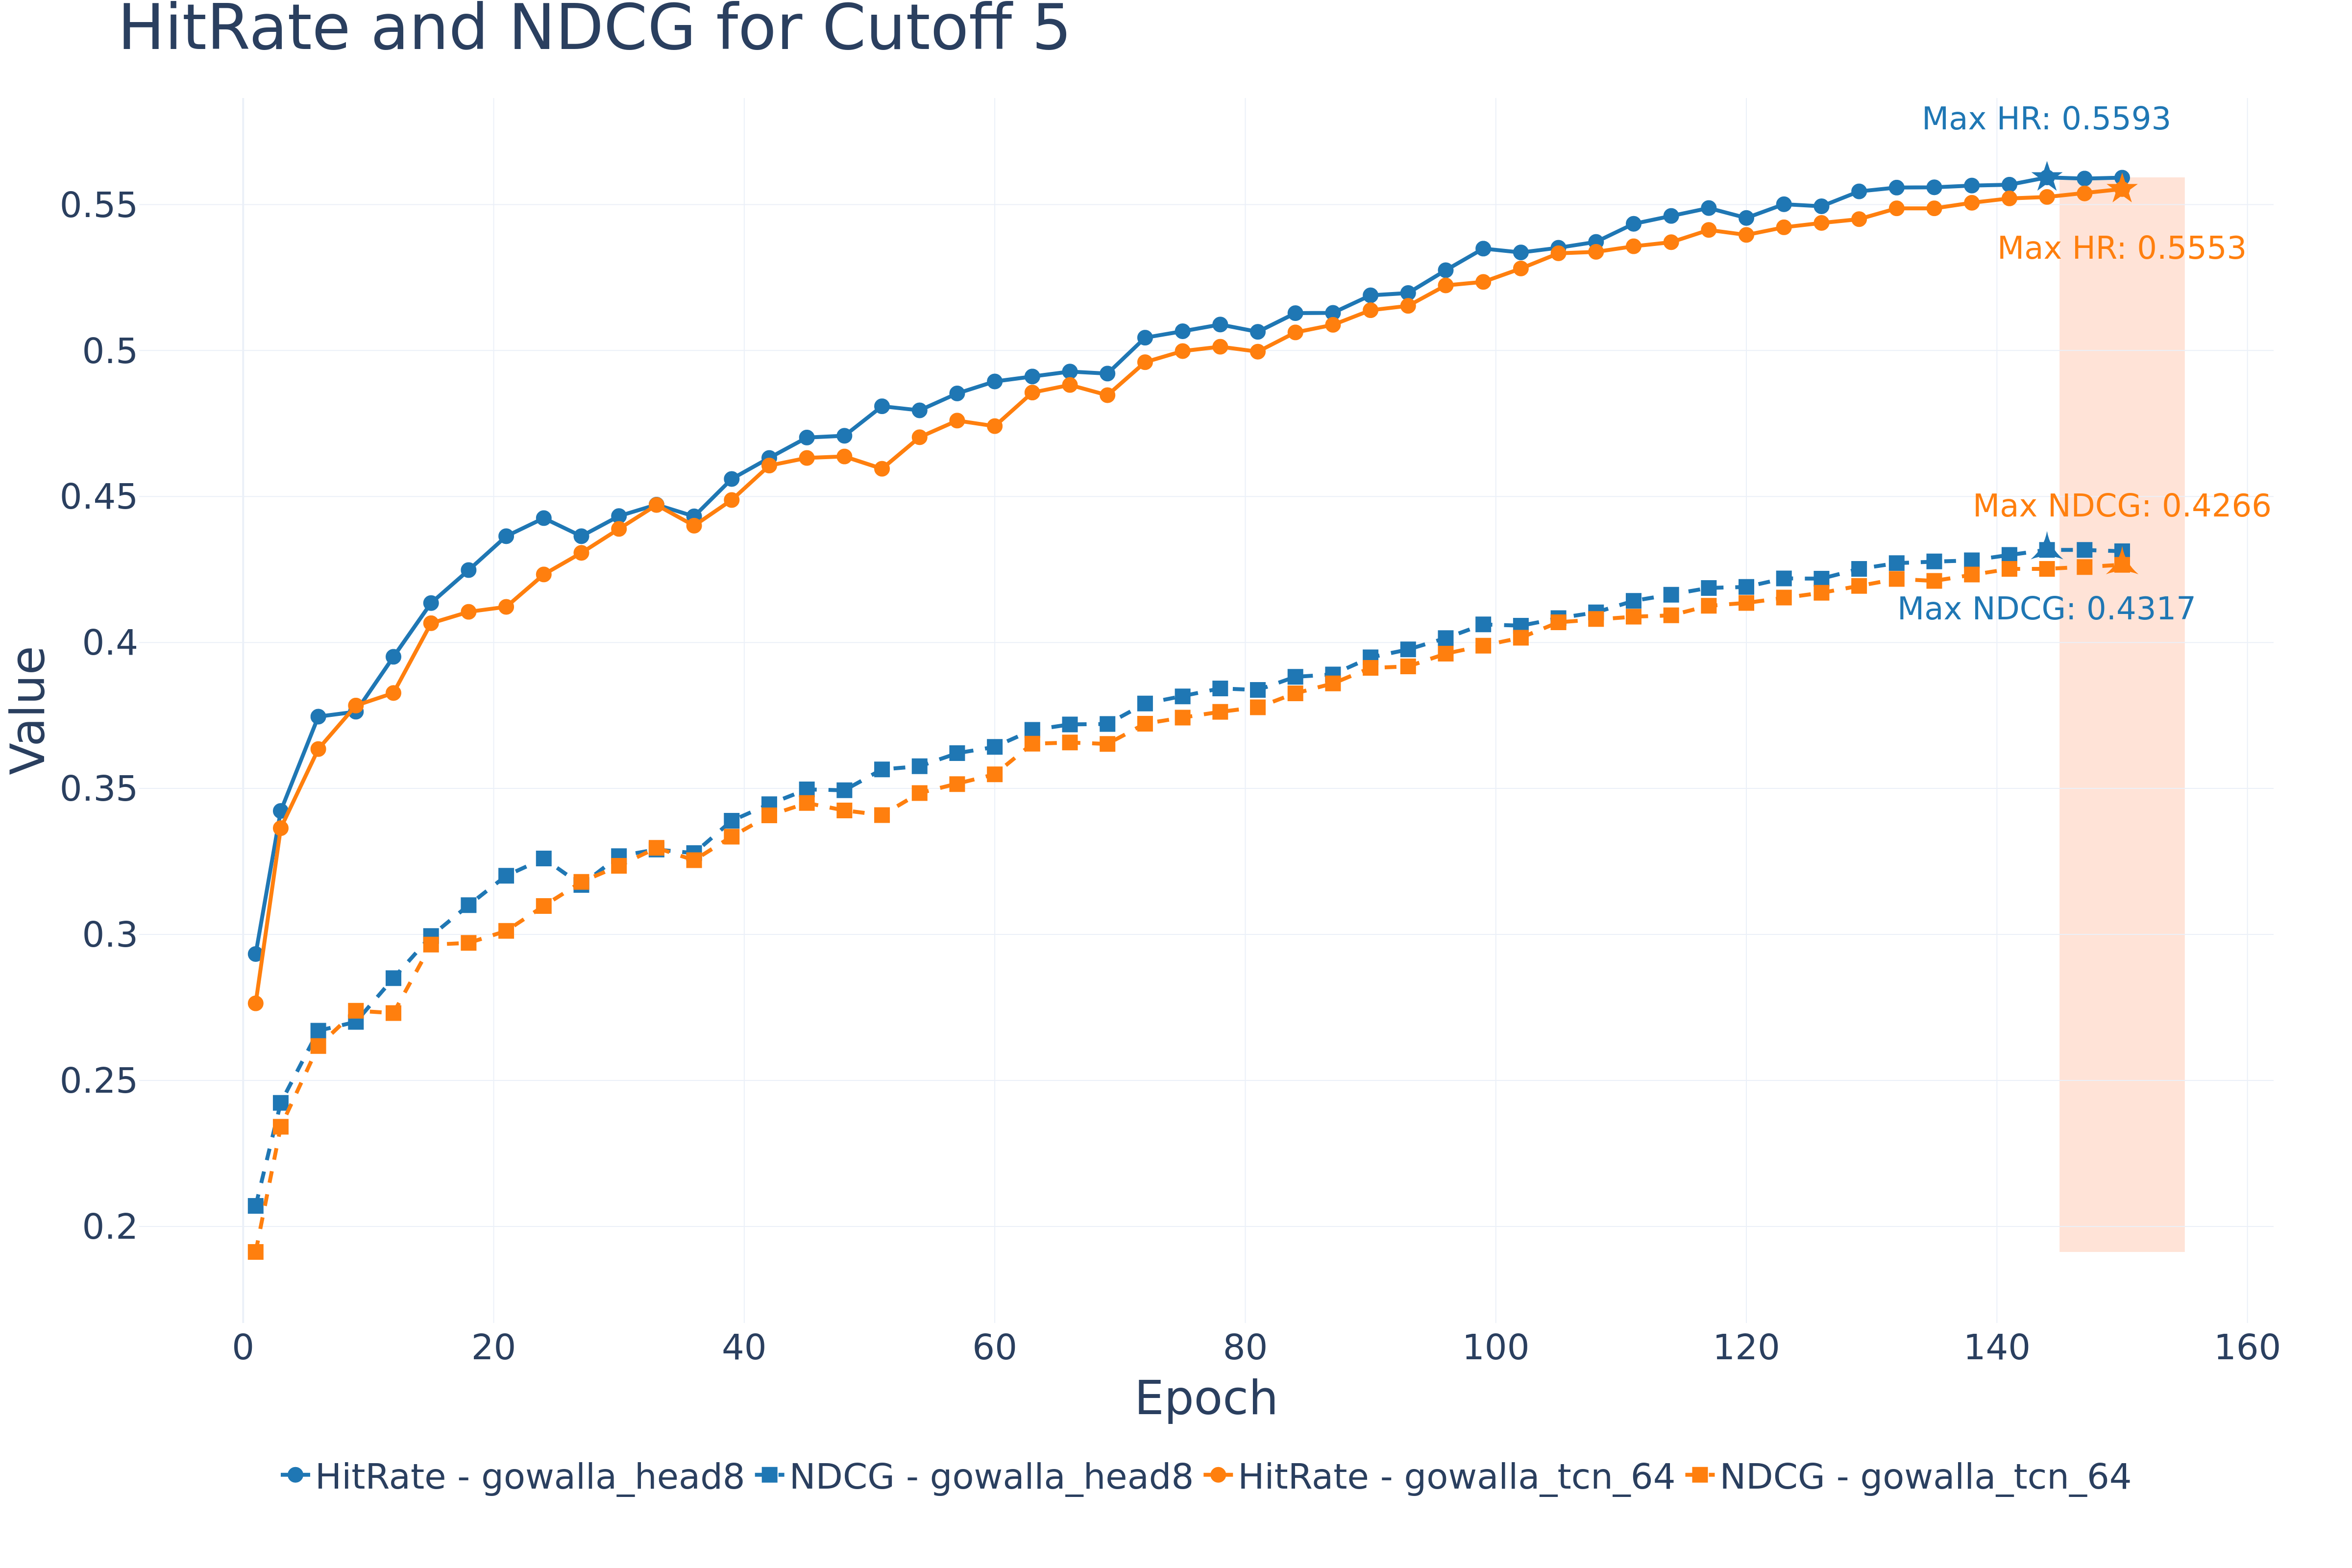 HitRate and NDCG for Cutoff 5
Max HR: 0.5593
0.55
Max HR: 0.5553
0.5
0.45
Max NDCG: 0.4266
Max NDCG: 0.4317
0.4
Value
0.35
0.3
0.25
0.2
0 20 40 60 80 100 120 140 160
Epoch
HitRate - gowalla_head8 NDCG - gowalla_head8 HitRate - gowalla_tcn_64 NDCG - gowalla_tcn_64